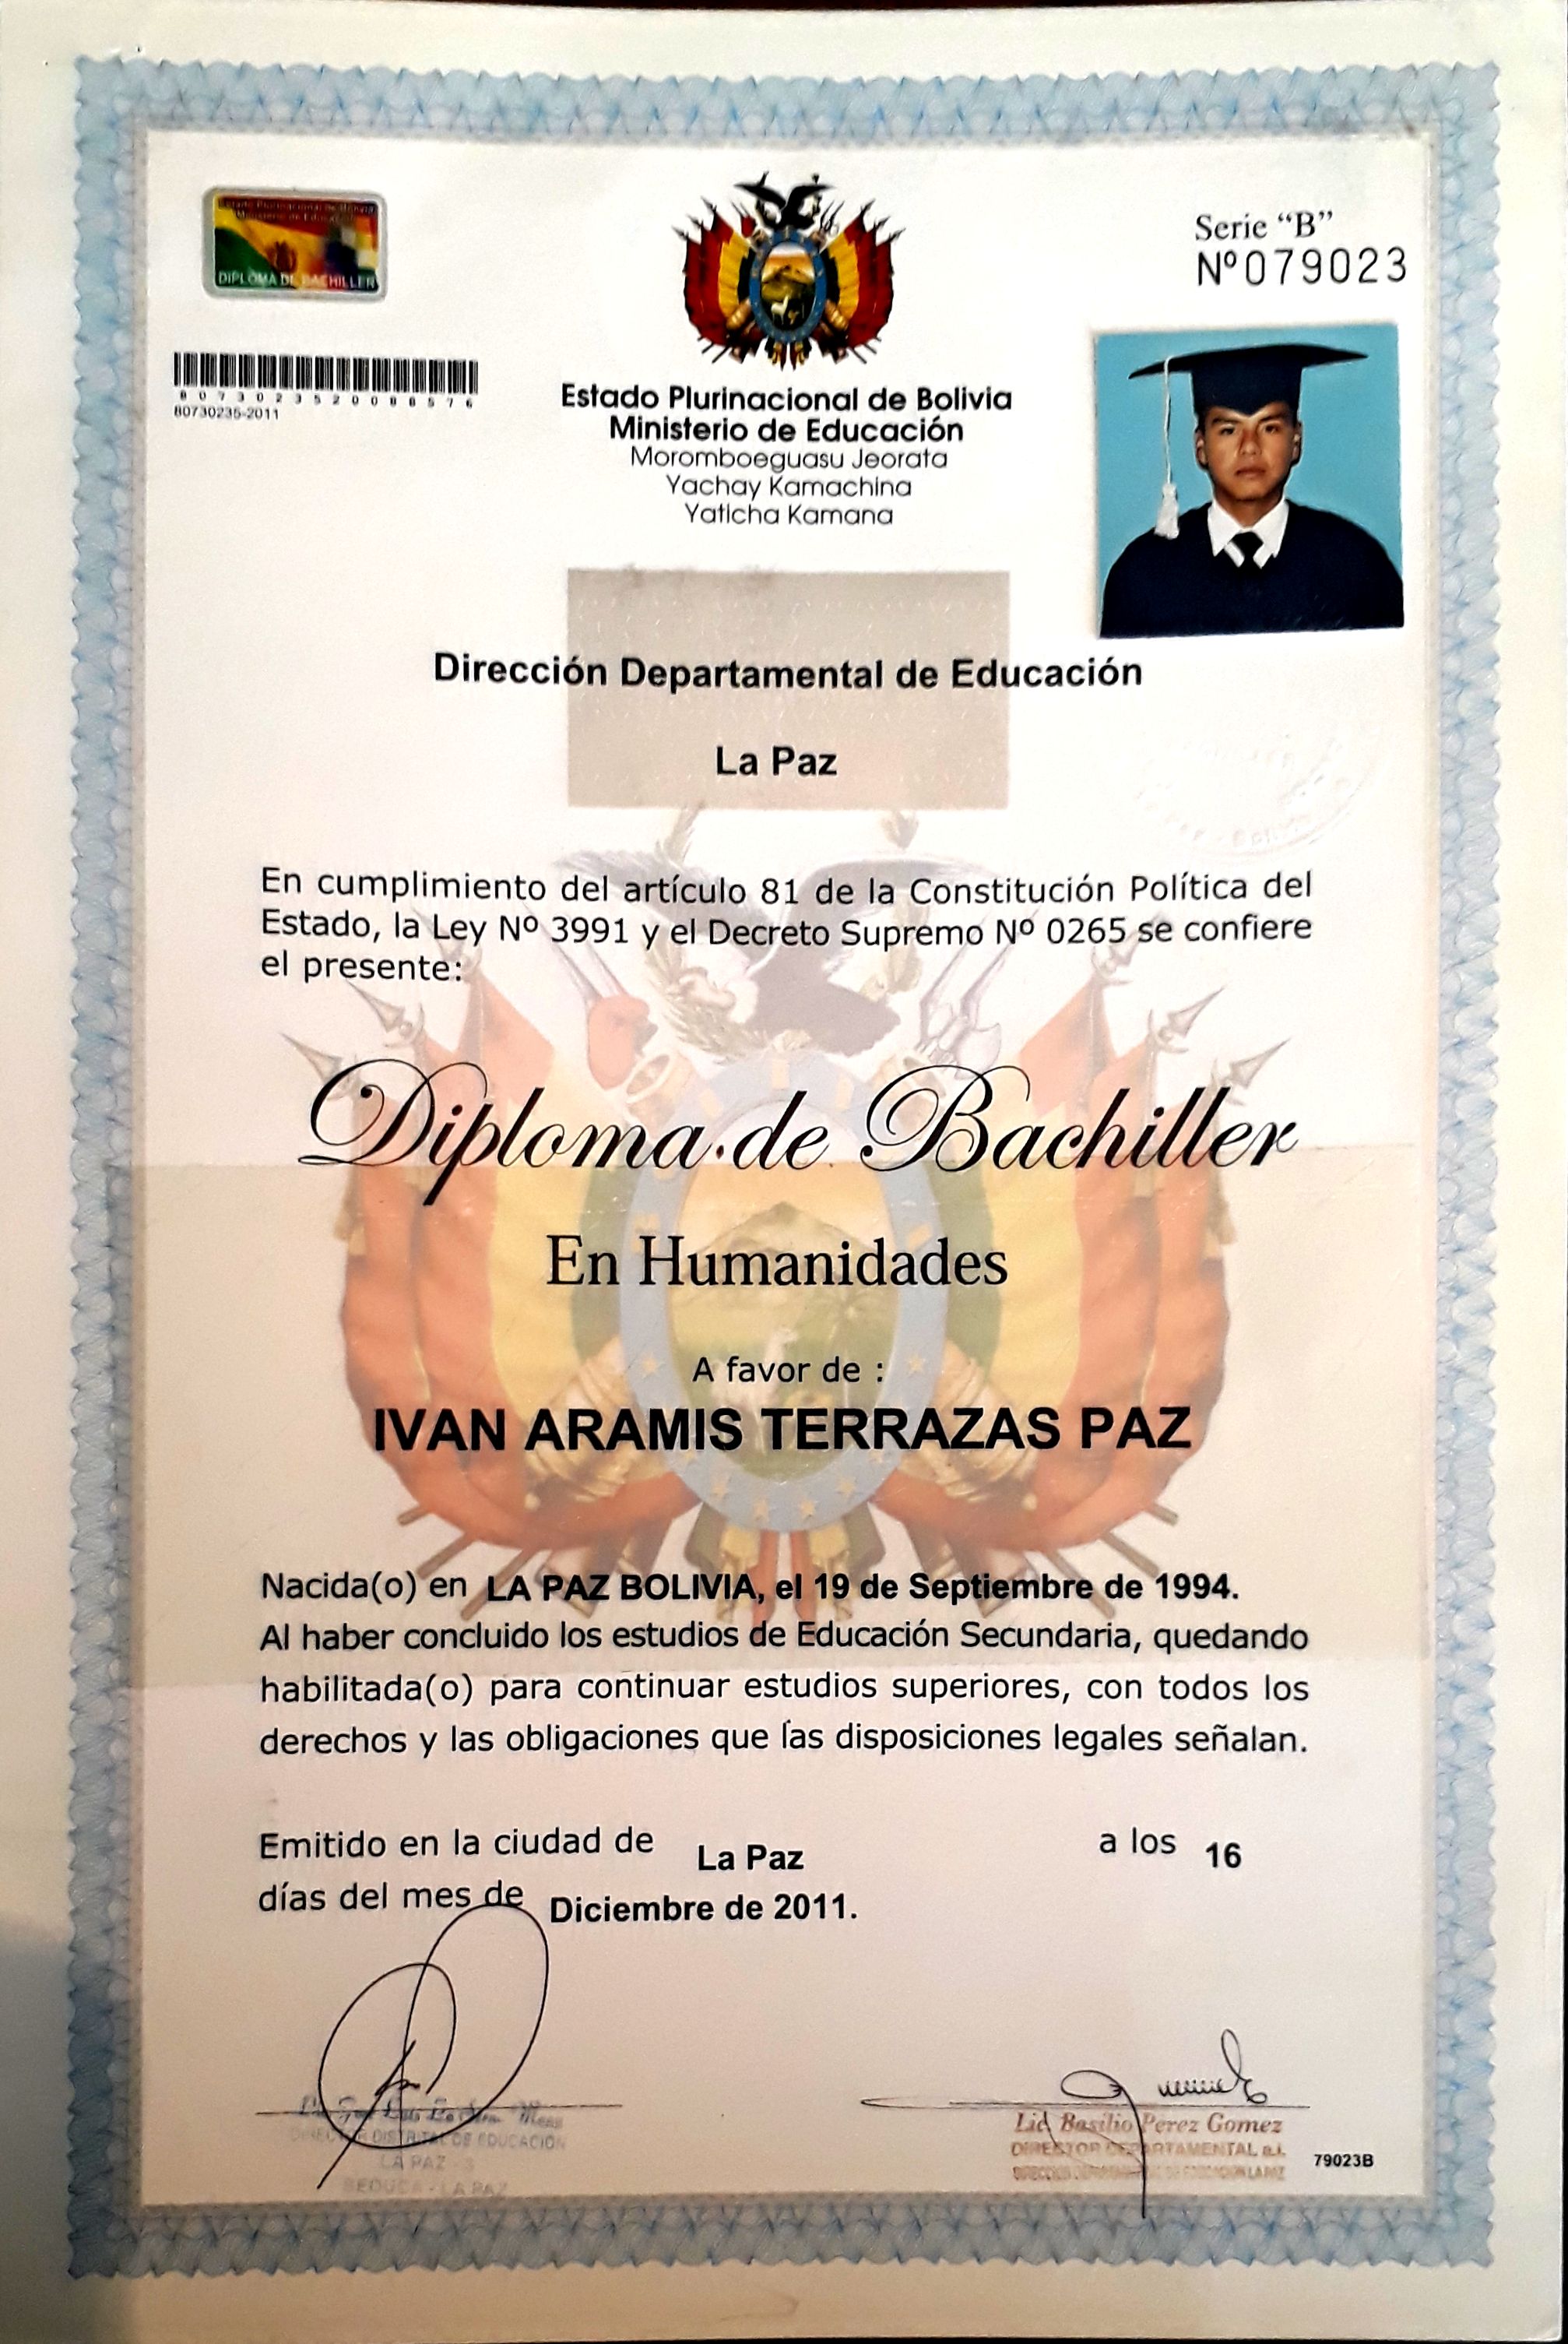 Estado Plurinacional de Bolivia
Ministerio de Educación
DIPLOMA DE BACHILLER
Serie “B”
Nº079023
8 0 7 3 0 2 3 5 2 0 0 8 8 5 7 6
80730235-2011
Estado Plurinacional de Bolivia
Ministerio de Educación
Moromboeguasu Jeorata
Yachay Kamachina
Yaticha Kamana
Dirección Departamental de Educación
La Paz
En cumplimiento del artículo 81 de la Constitución Política del
Estado, la Ley Nº 3991 y el Decreto Supremo Nº 0265 se confiere
el presente:
Diploma de Bachiller
En Humanidades
A favor de :
IVAN ARAMIS TERRAZAS PAZ
Nacida(o) en LA PAZ BOLIVIA, el 19 de Septiembre de 1994.
Al haber concluido los estudios de Educación Secundaria, quedando
habilitada(o) para continuar estudios superiores, con todos los
derechos y las obligaciones que las disposiciones legales señalan.
Emitido en la ciudad de La Paz a los 16
días del mes de Diciembre de 2011.
DIRECTOR DISTRITAL DE EDUCACIÓN
LA PAZ
SEDUCA - LA PAZ
Lic. Basilio Perez Gomez
DIRECTOR DEPARTAMENTAL a.i.
79023B